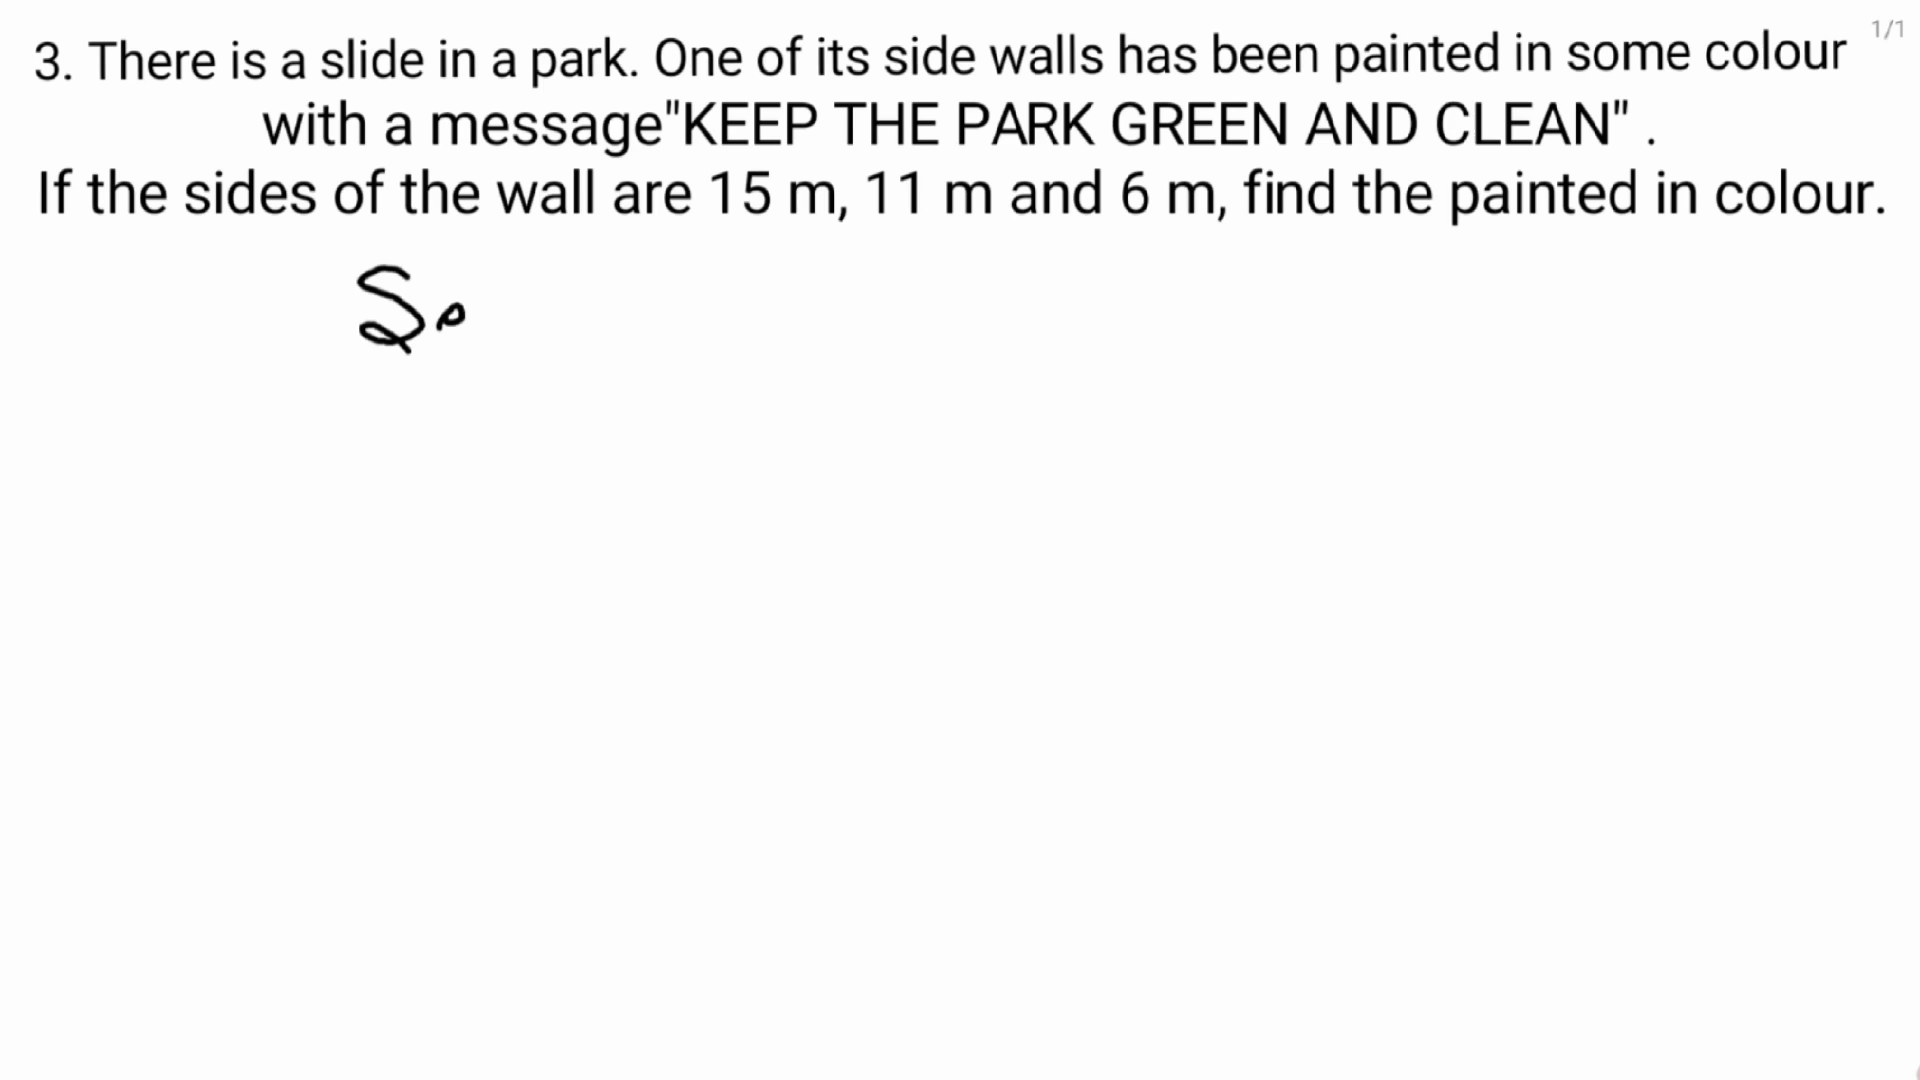 1/1
3. There is a slide in a park. One of its side walls has been painted in some colour
with a message"KEEP THE PARK GREEN AND CLEAN" .
If the sides of the wall are 15 m, 11 m and 6 m, find the painted in colour.
So